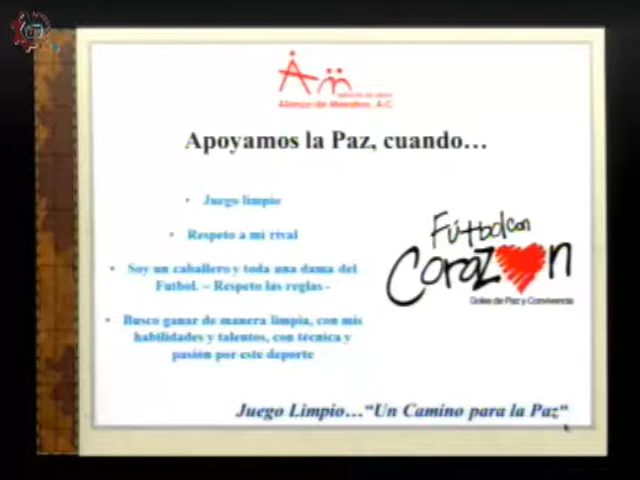 Alianza de Maestros, A.C.
Apoyamos la Paz, cuando…
• Juego limpio
• Respeto a mi rival
• Soy un caballero y toda una dama del
Futbol. – Respeto las reglas -
• Busco ganar de manera limpia, con mis
habilidades y talentos, con técnica y
pasión por este deporte
Fútbol con
Corazón
Goles de Paz y Convivencia
Juego Limpio…“Un Camino para la Paz“